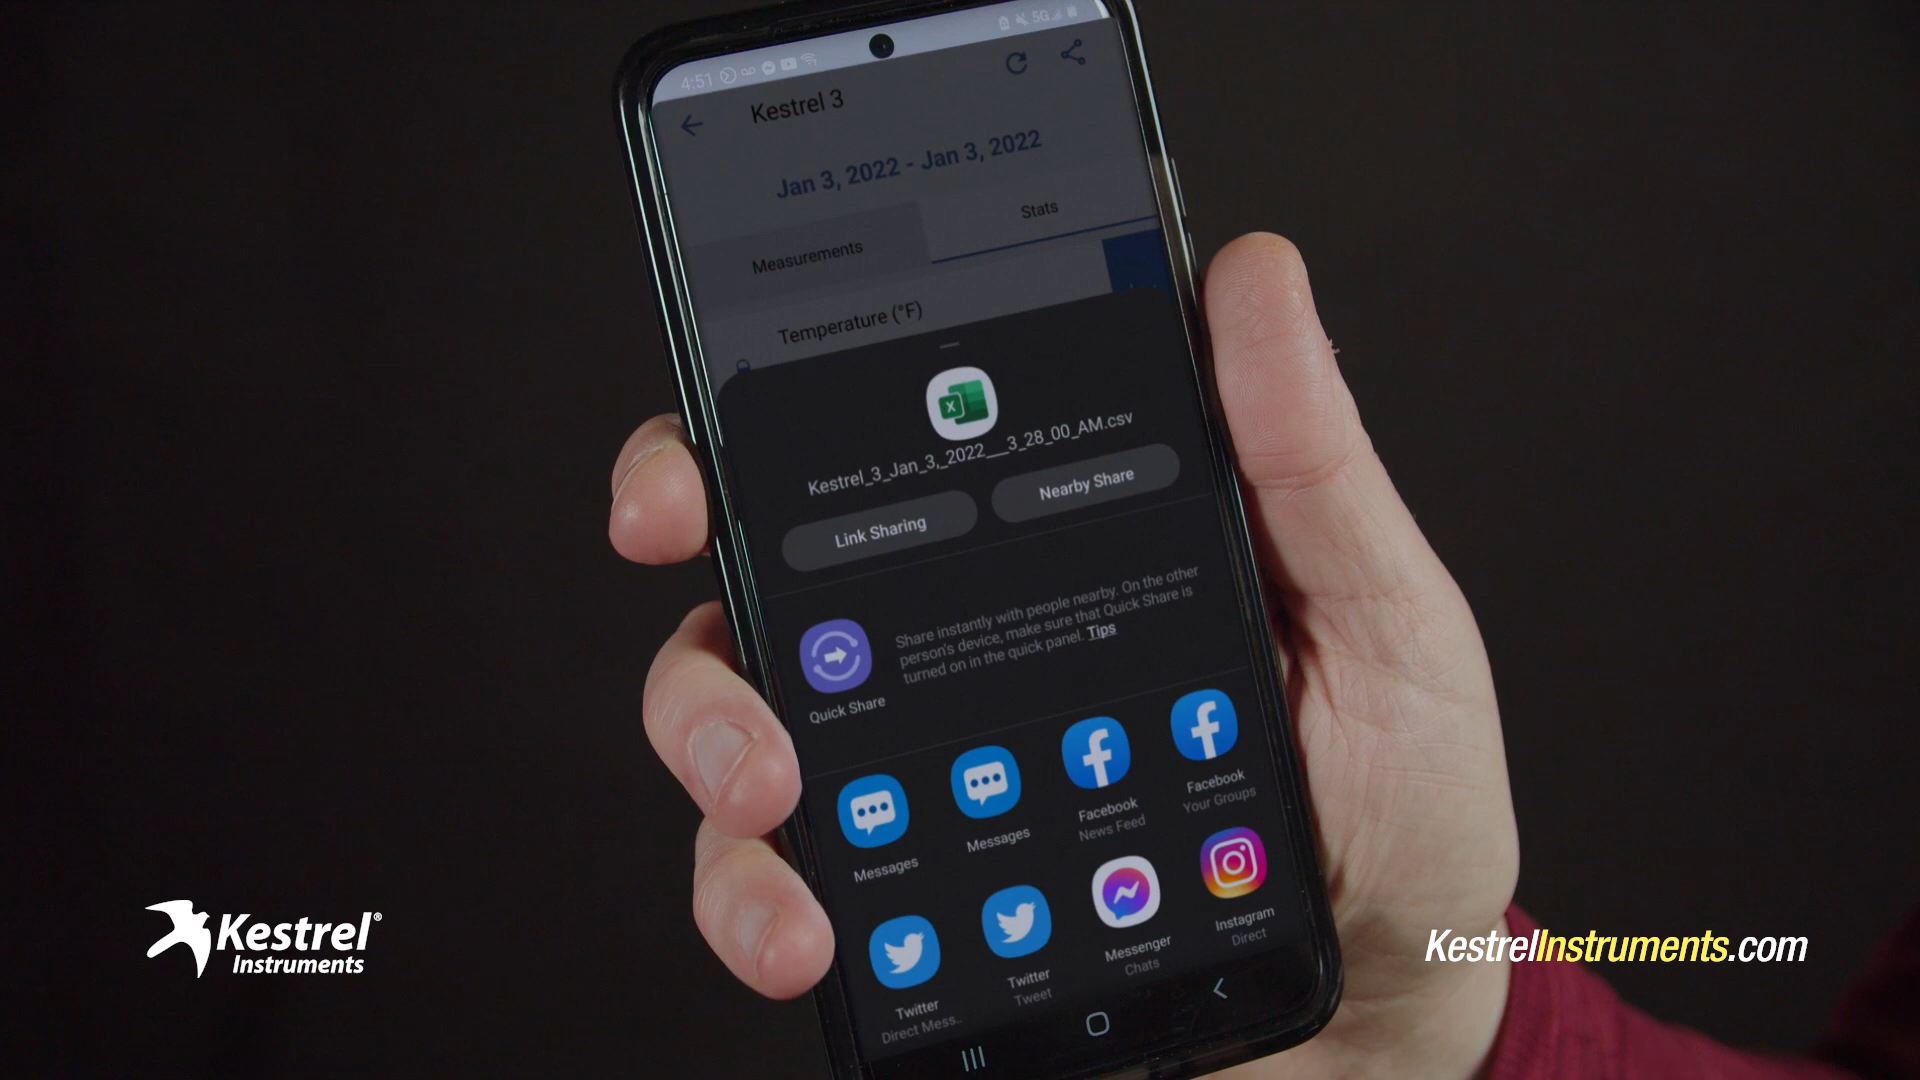 4:51
5G
Kestrel 3
Jan 3, 2022 - Jan 3, 2022
Measurements
Stats
Temperature (°F)
Kestrel_3_Jan_3,_2022___3_28_00_AM.csv
Link Sharing
Nearby Share
Quick Share
Share instantly with people nearby. On the other
person's device, make sure that Quick Share is
turned on in the quick panel. Tips
Messages
Messages
Facebook
News Feed
Facebook
Your Groups
Twitter
Direct Mess..
Twitter
Tweet
Messenger
Chats
Instagram
Direct
Kestrel®
Instruments
KestrelInstruments.com